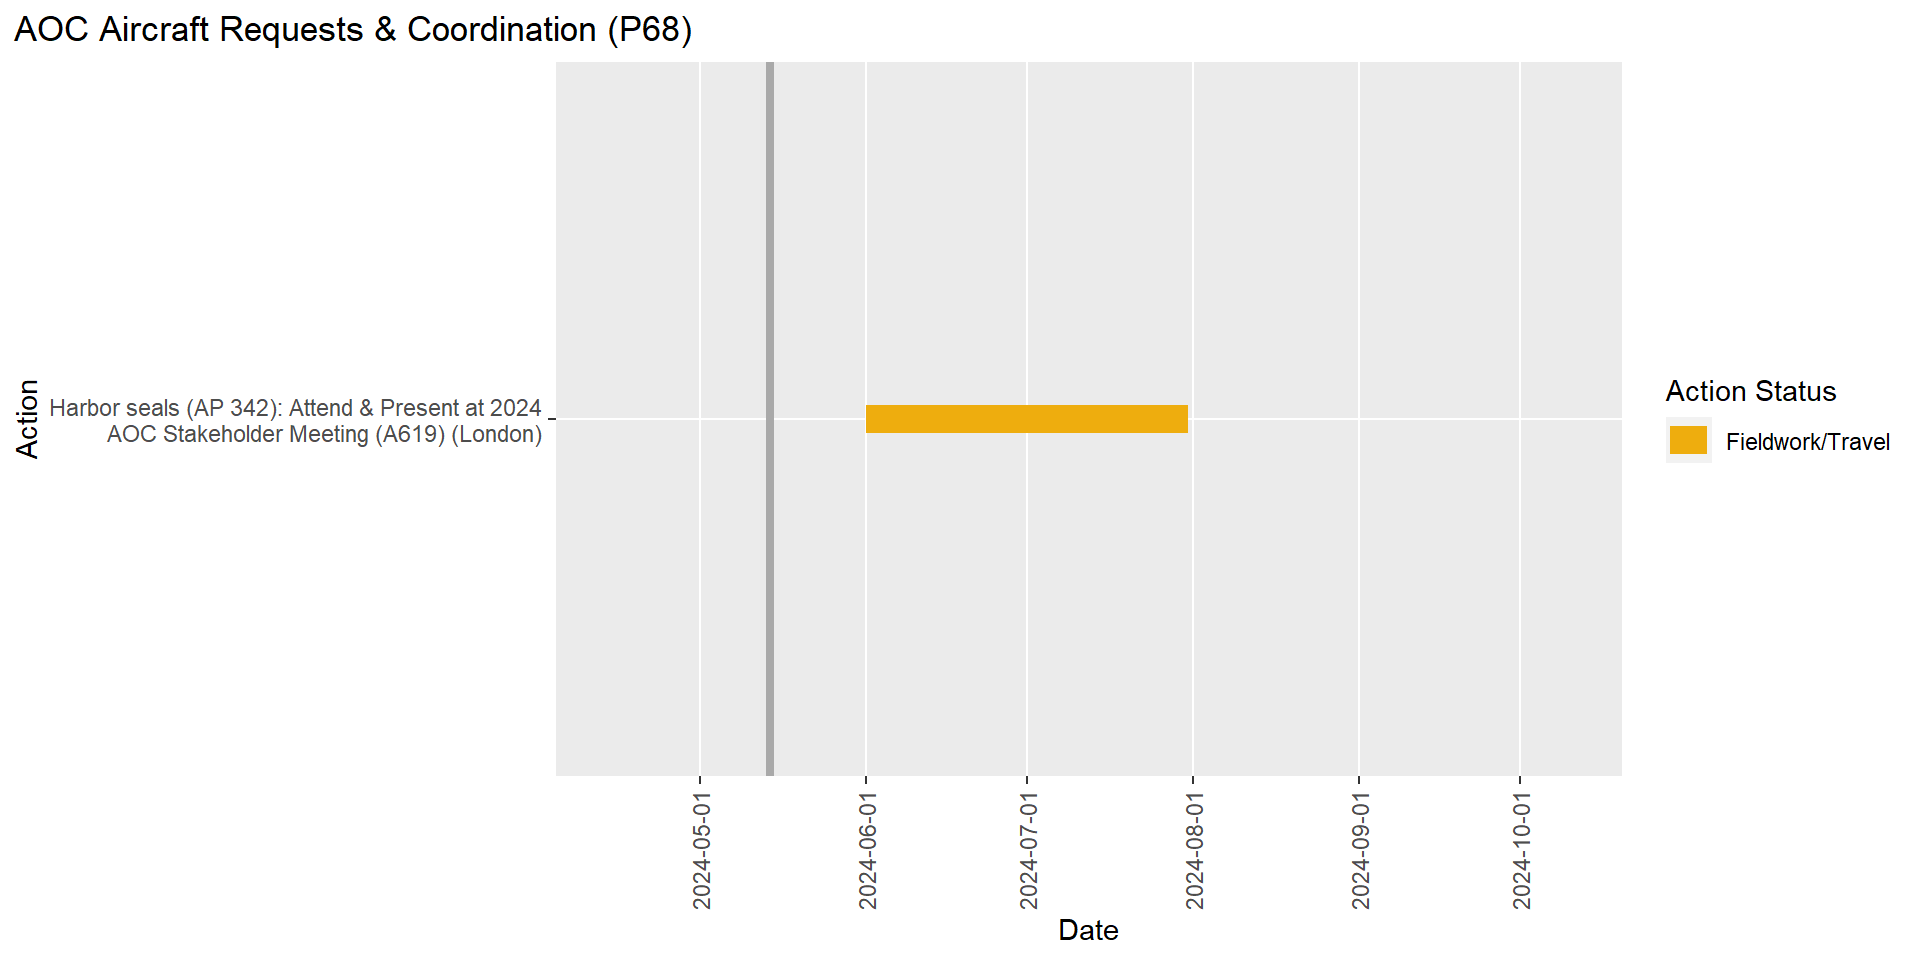 AOC Aircraft Requests & Coordination (P68)
Action
Harbor seals (AP 342): Attend & Present at 2024
AOC Stakeholder Meeting (A619) (London)
Action Status
Fieldwork/Travel
2024-05-01
2024-06-01
2024-07-01
2024-08-01
2024-09-01
2024-10-01
Date